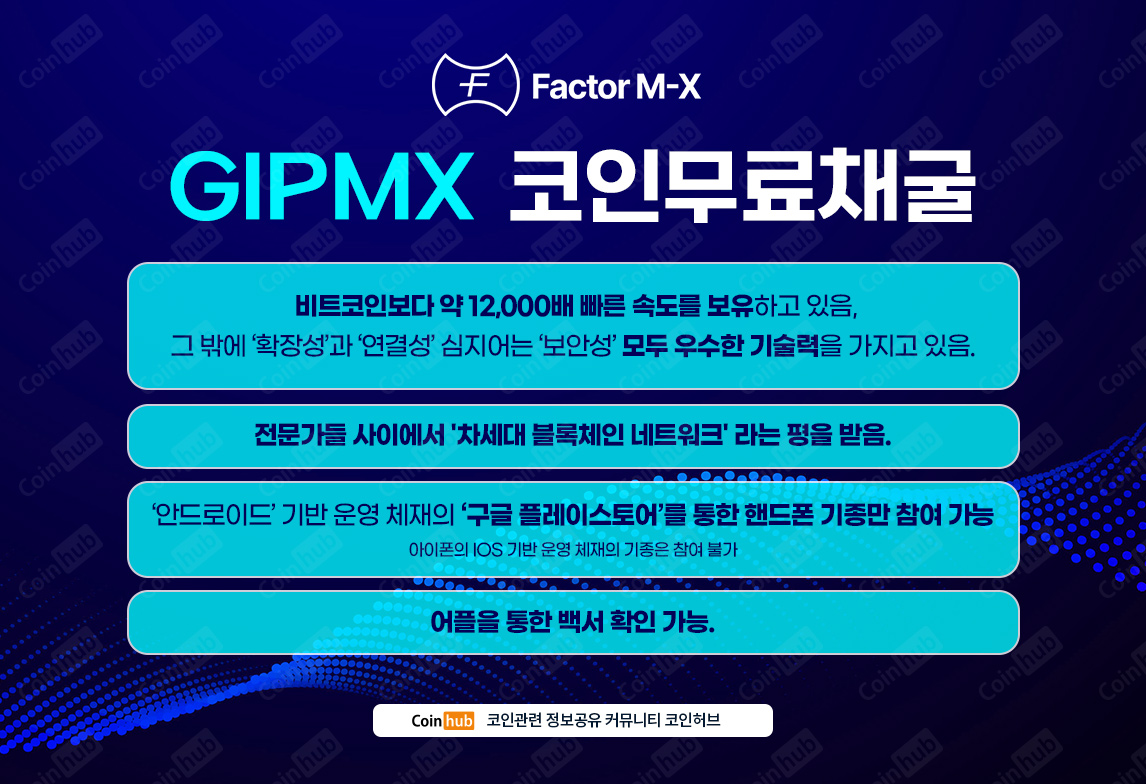 Factor M-X
GIPMX 코인무료채굴
비트코인보다 약 12,000배 빠른 속도를 보유하고 있음,
그 밖에 ‘확장성’과 ‘연결성’ 심지어는 ‘보안성’ 모두 우수한 기술력을 가지고 있음.
전문가들 사이에서 '차세대 블록체인 네트워크' 라는 평을 받음.
‘안드로이드’ 기반 운영 체재의 ‘구글 플레이스토어’를 통한 핸드폰 기종만 참여 가능
아이폰의 IOS 기반 운영 체재의 기종은 참여 불가
어플을 통한 백서 확인 가능.
Coinhub 코인관련 정보공유 커뮤니티 코인허브